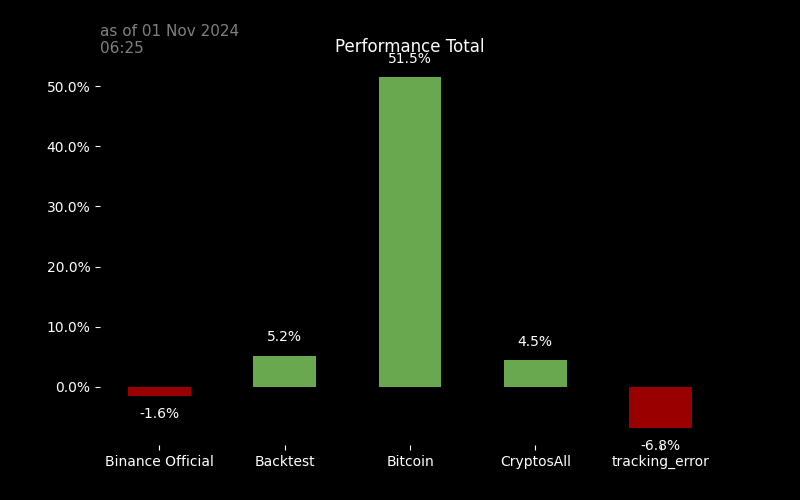 as of 01 Nov 2024
06:25
Performance Total
51.5%
50.0%
40.0%
30.0%
20.0%
10.0%
0.0%
5.2%
4.5%
-1.6%
-6.8%
Binance Official
Backtest
Bitcoin
CryptosAll
tracking_error